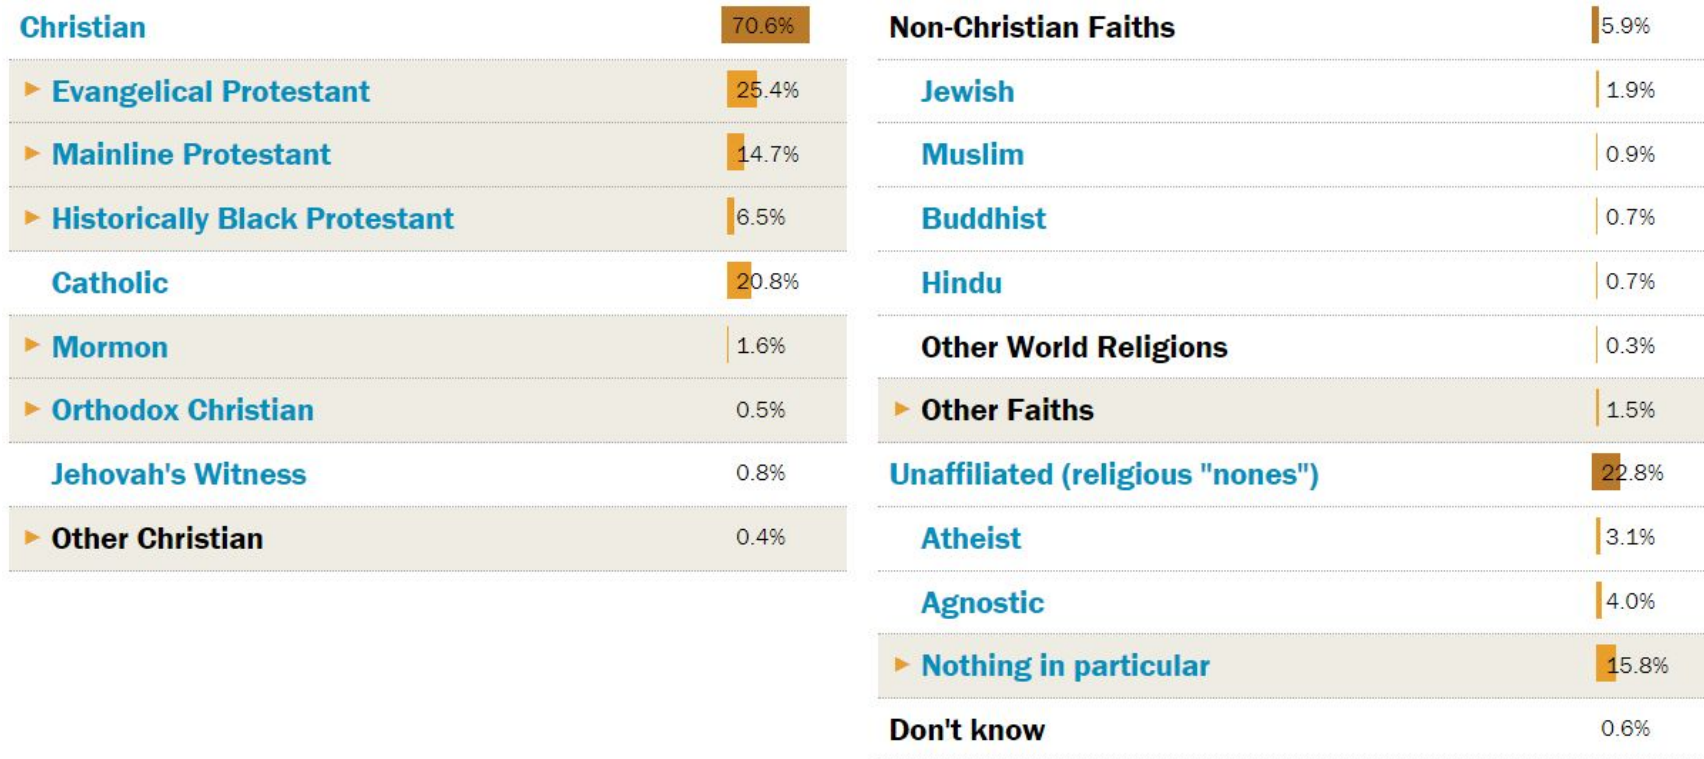 Christian 70.6%
Evangelical Protestant 25.4%
Mainline Protestant 14.7%
Historically Black Protestant 6.5%
Catholic 20.8%
Mormon 1.6%
Orthodox Christian 0.5%
Jehovah's Witness 0.8%
Other Christian 0.4%
Non-Christian Faiths 5.9%
Jewish 1.9%
Muslim 0.9%
Buddhist 0.7%
Hindu 0.7%
Other World Religions 0.3%
Other Faiths 1.5%
Unaffiliated (religious "nones") 22.8%
Atheist 3.1%
Agnostic 4.0%
Nothing in particular 15.8%
Don't know 0.6%